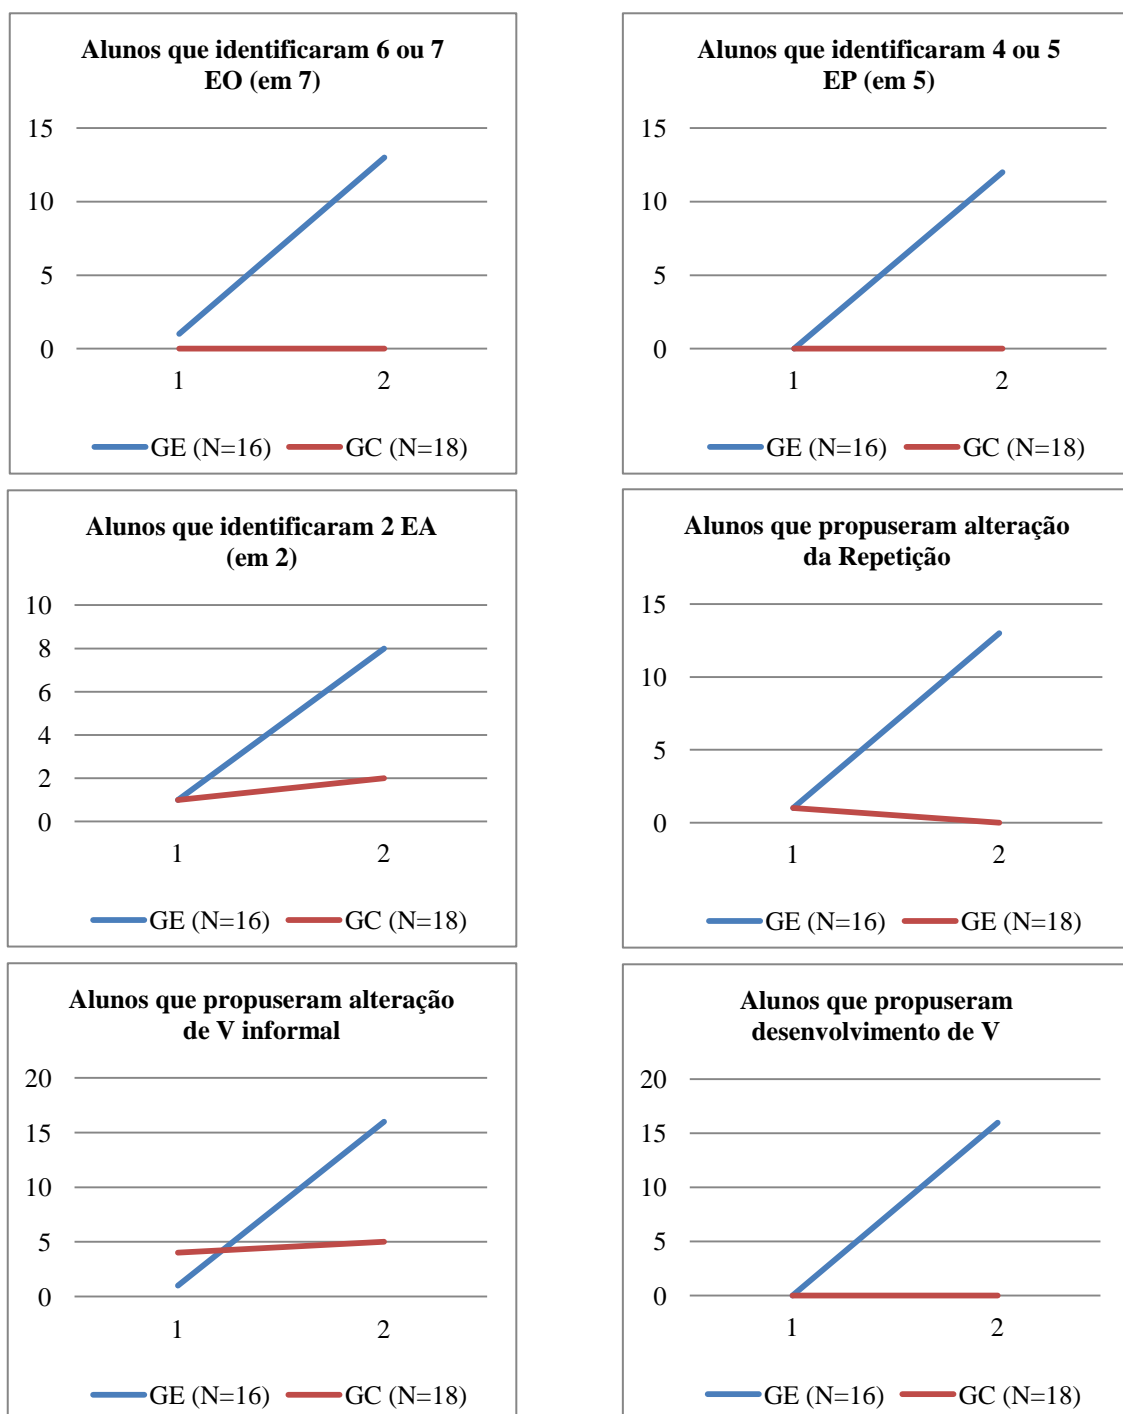 Alunos que identificaram 6 ou 7
EO (em 7)
15
10
5
0
1 2
GE (N=16) GC (N=18)
Alunos que identificaram 4 ou 5
EP (em 5)
15
10
5
0
1 2
GE (N=16) GC (N=18)
Alunos que identificaram 2 EA
(em 2)
10
8
6
4
2
0
1 2
GE (N=16) GC (N=18)
Alunos que propuseram alteração
da Repetição
15
10
5
0
1 2
GE (N=16) GE (N=18)
Alunos que propuseram alteração
de V informal
20
15
10
5
0
1 2
GE (N=16) GC (N=18)
Alunos que propuseram
desenvolvimento de V
20
15
10
5
0
1 2
GE (N=16) GC (N=18)